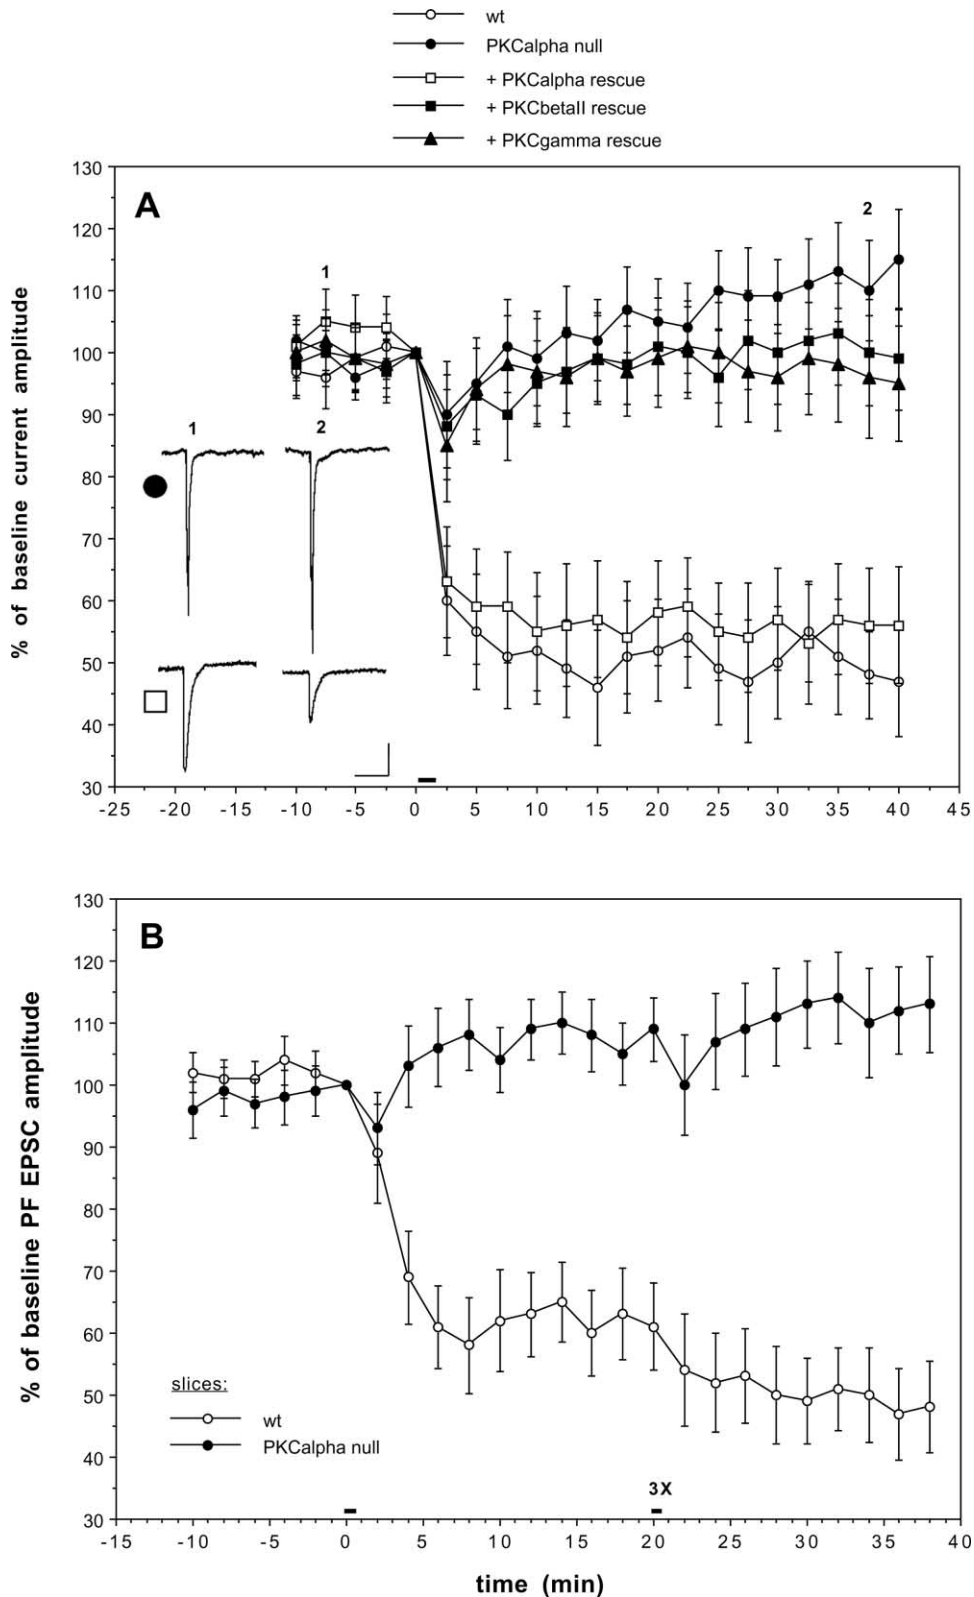 wt
PKCalpha null
+ PKCalpha rescue
+ PKCbetaII rescue
+ PKCgamma rescue
A
% of baseline current amplitude
130
120
110
100
90
80
70
60
50
40
30
1
2
1
2
-25 -20 -15 -10 -5 0 5 10 15 20 25 30 35 40 45
B
% of baseline PF EPSC amplitude
130
120
110
100
90
80
70
60
50
40
30
slices:
wt
PKCalpha null
3X
-15 -10 -5 0 5 10 15 20 25 30 35 40
time (min)